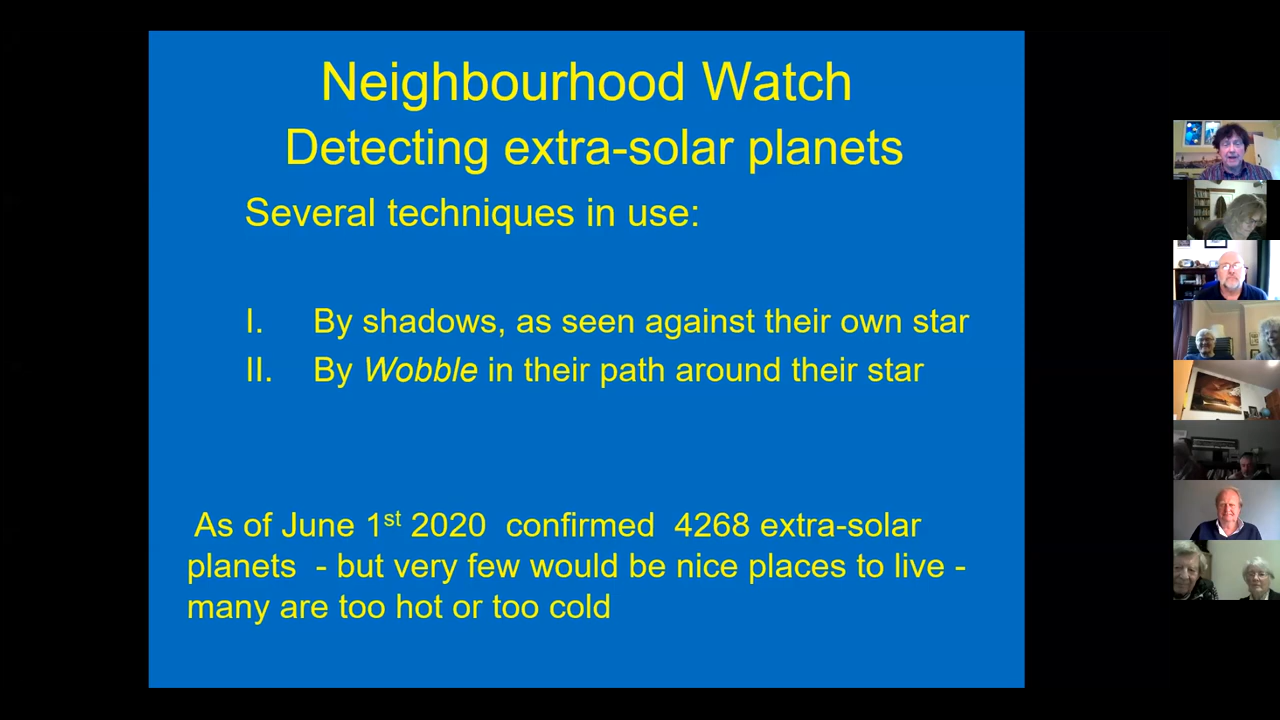 Neighbourhood Watch
Detecting extra-solar planets
Several techniques in use:
I. By shadows, as seen against their own star
II. By Wobble in their path around their star
As of June 1st 2020 confirmed 4268 extra-solar
planets - but very few would be nice places to live -
many are too hot or too cold